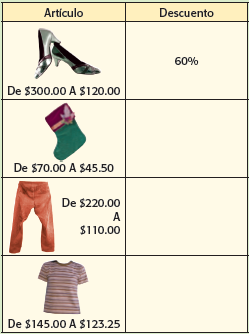 Artículo Descuento
60%
De $300.00 A $120.00
De $70.00 A $45.50
De $220.00
A
$110.00
De $145.00 A $123.25